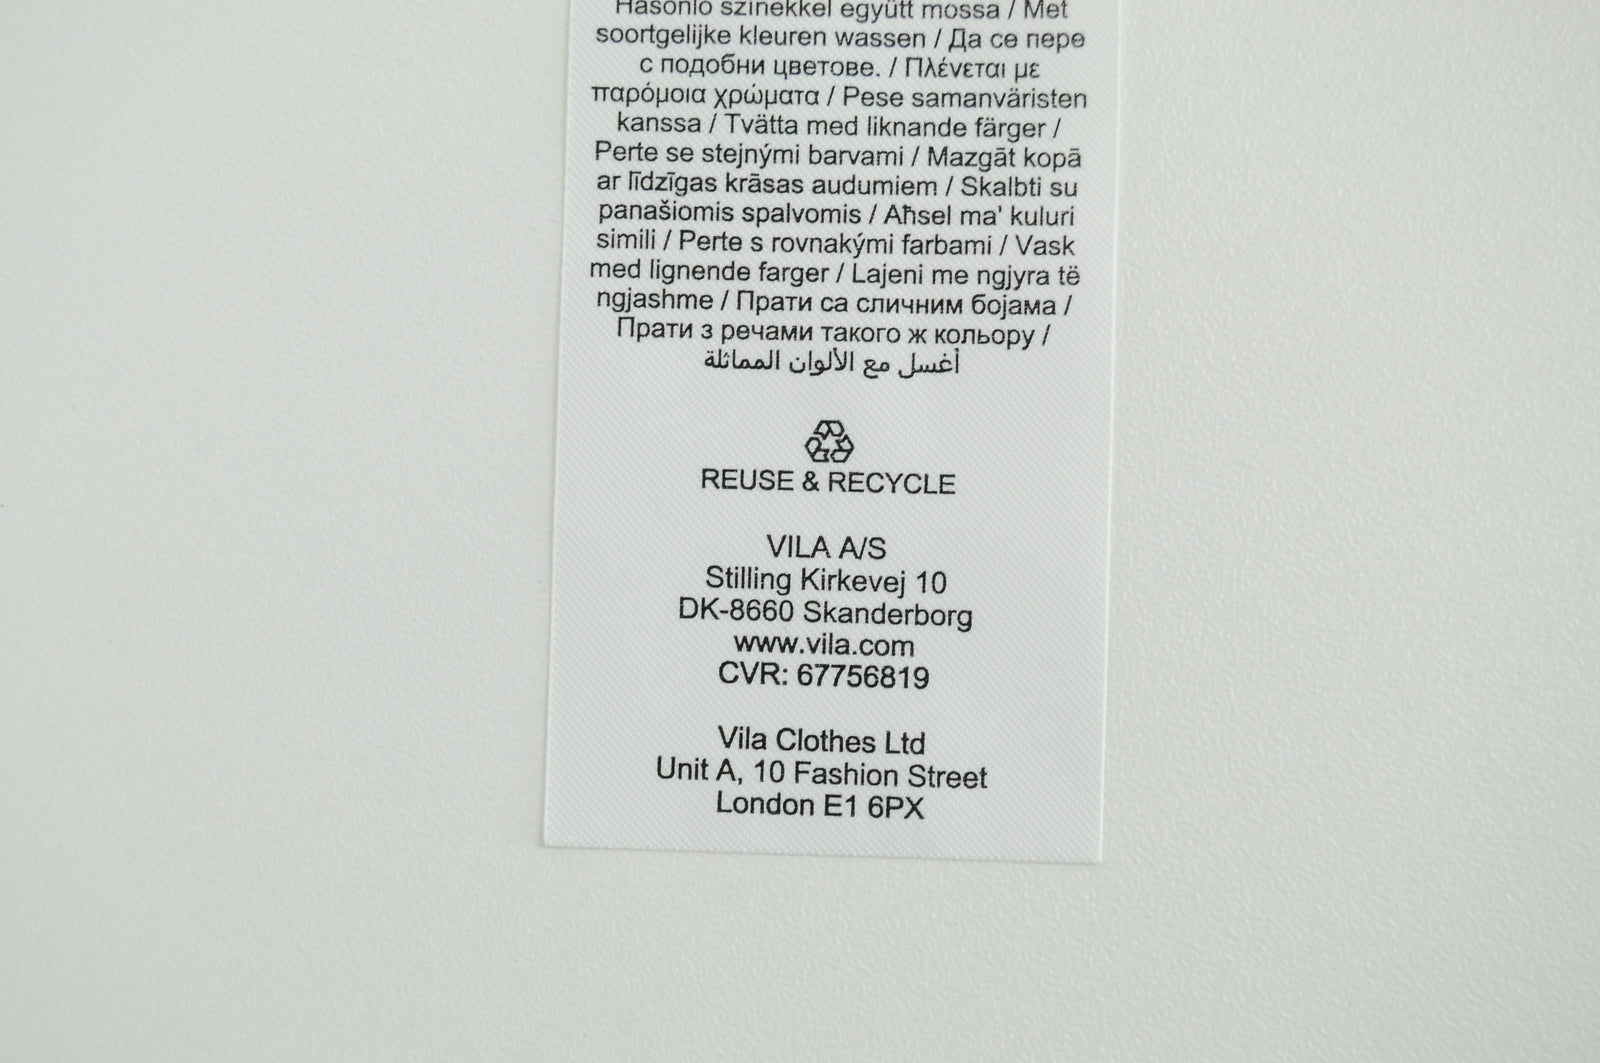 Hasonló színekkel együtt mossa / Met
soortgelijke kleuren wassen / Да се пере
с подобни цветове. / Πλένεται με
παρόμοια χρώματα / Pese samanväristen
kanssa / Tvätta med liknande färger /
Perte se stejnými barvami / Mazgāt kopā
ar līdzīgas krāsas audumiem / Skalbti su
panašiomis spalvomis / Aħsel ma' kuluri
simili / Perte s rovnakými farbami / Vask
med lignende farger / Lajeni me ngjyra të
ngjashme / Прати са сличним бојама /
Прати з речами такого ж кольору /
أغسل مع الألوان المماثلة
REUSE & RECYCLE
VILA A/S
Stilling Kirkevej 10
DK-8660 Skanderborg
www.vila.com
CVR: 67756819
Vila Clothes Ltd
Unit A, 10 Fashion Street
London E1 6PX